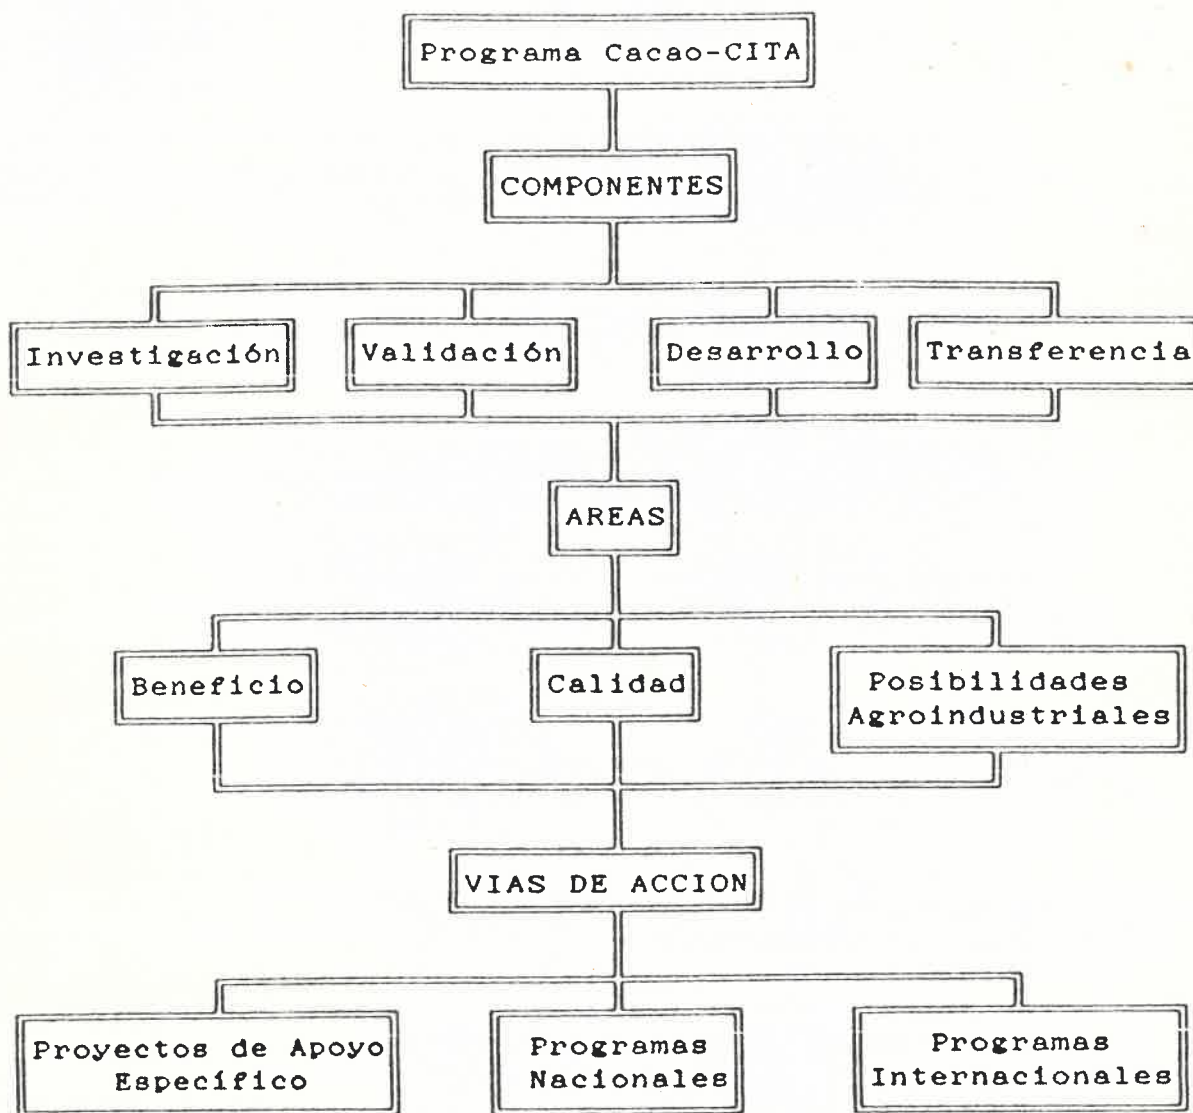 Programa Cacao-CITA
COMPONENTES
Investigación
Validación
Desarrollo
Transferencia
AREAS
Beneficio
Calidad
Posibilidades
Agroindustriales
VIAS DE ACCION
Proyectos de Apoyo
Específico
Programas
Nacionales
Programas
Internacionales